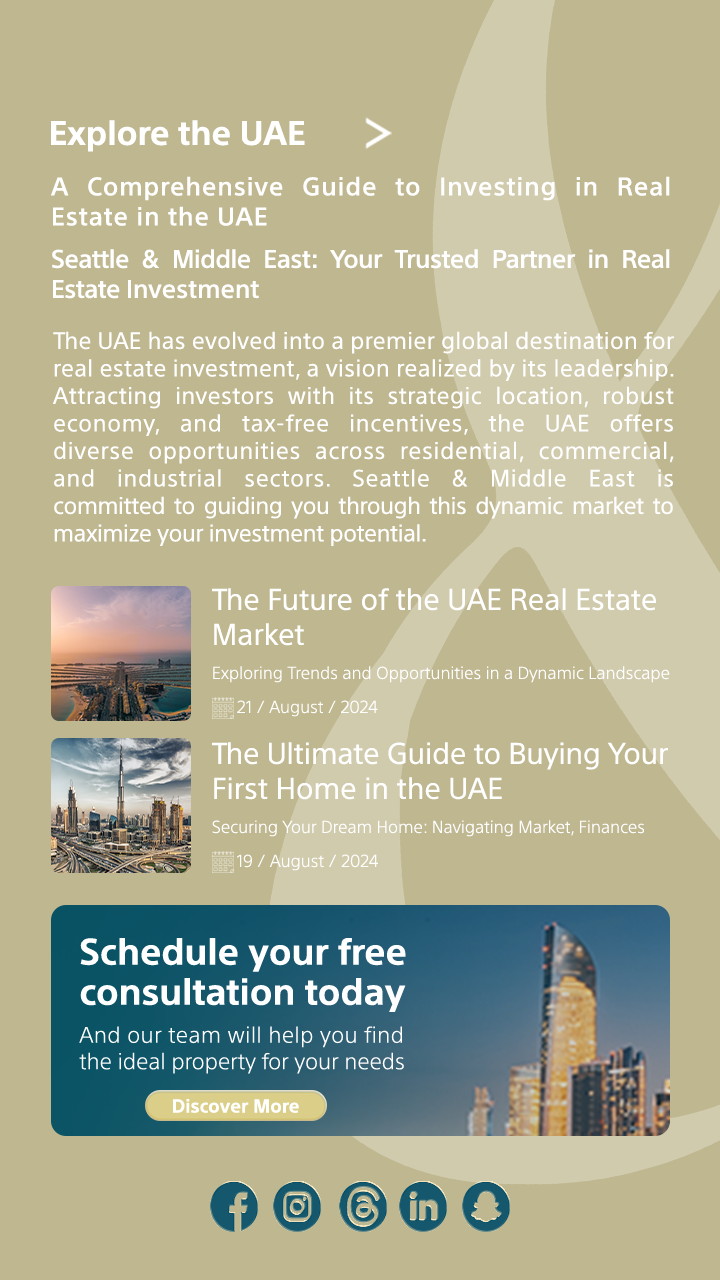 Explore the UAE >
A Comprehensive Guide to Investing in Real
Estate in the UAE
Seattle & Middle East: Your Trusted Partner in Real
Estate Investment
The UAE has evolved into a premier global destination for
real estate investment, a vision realized by its leadership.
Attracting investors with its strategic location, robust
economy, and tax-free incentives, the UAE offers
diverse opportunities across residential, commercial,
and industrial sectors. Seattle & Middle East is
committed to guiding you through this dynamic market to
maximize your investment potential.
The Future of the UAE Real Estate
Market
Exploring Trends and Opportunities in a Dynamic Landscape
21 / August / 2024
The Ultimate Guide to Buying Your
First Home in the UAE
Securing Your Dream Home: Navigating Market, Finances
19 / August / 2024
Schedule your free
consultation today
And our team will help you find
the ideal property for your needs
Discover More